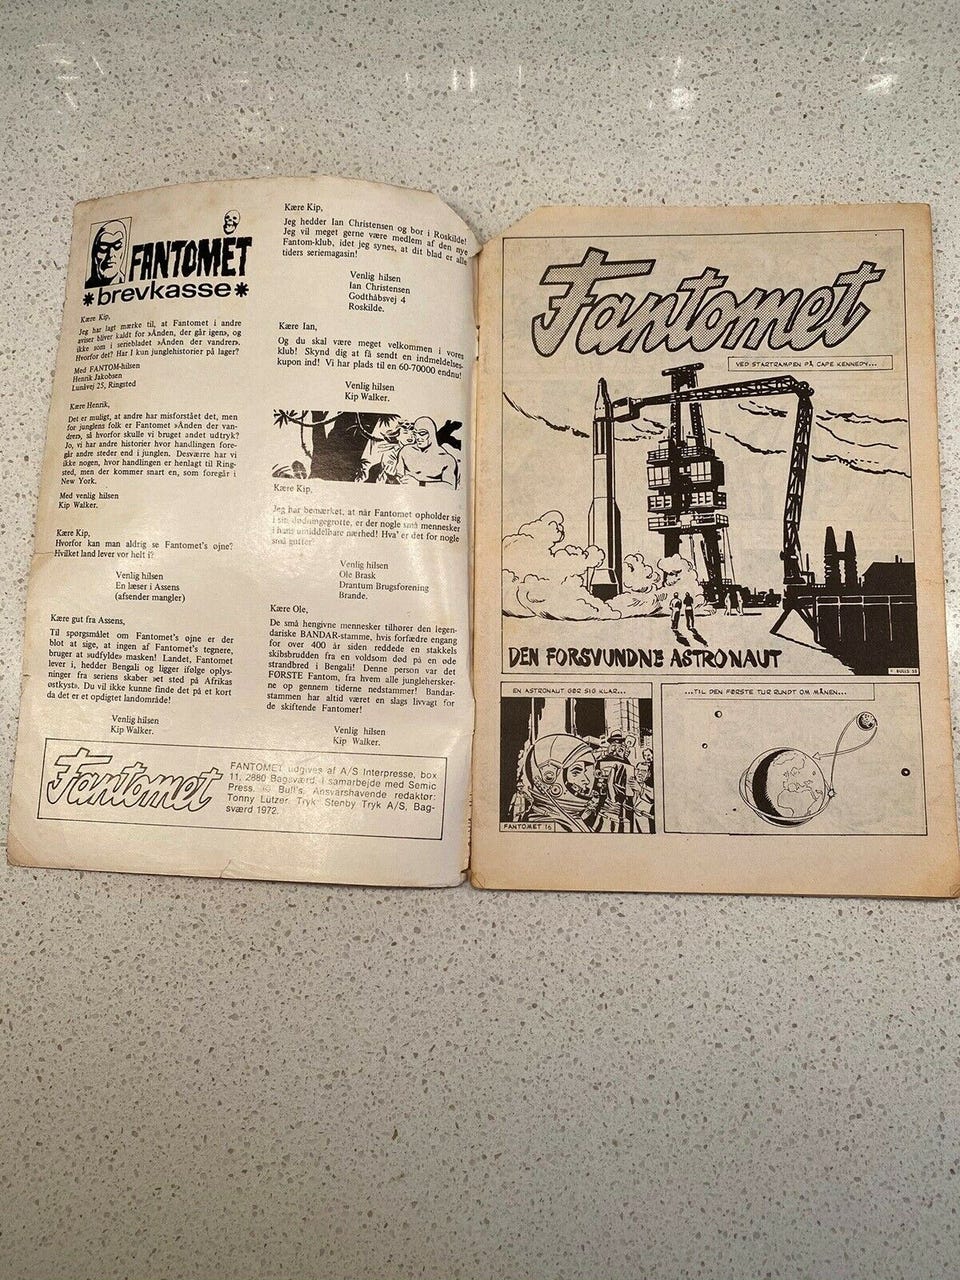 FANTOMET
*brevkasse*
Kære Kip,
Jeg har lagt mærke til, at Fantomet i andre
aviser bliver kaldt for »Ånden, der går igen«, og
ikke som i seriebladet »Ånden der vandrer«.
Hvorfor det? Har I kun junglehistorier på lager?
Med FANTOM-hilsen
Henrik Jakobsen
Lunåvej 25, Ringsted
Kære Henrik,
Det er muligt, at andre har misforstået det, men
for junglens folk er Fantomet »Ånden der van-
drer«, så hvorfor skulle vi bruget andet udtryk?
Jo, vi har andre historier hvor handlingen fore-
går andre steder end i junglen. Desværre har vi
ikke nogen, hvor handlingen er henlagt til Ring-
sted, men der kommer snart en, som foregår i
New York.
Med venlig hilsen
Kip Walker.
Kære Kip,
Hvorfor kan man aldrig se Fantomet's øjne?
Hvilket land lever vor helt i?
Venlig hilsen
En læser i Assens
(afsender mangler)
Kære gut fra Assens,
Til spørgsmålet om Fantomet's øjne er der
blot at sige, at ingen af Fantomet's tegnere,
bruger at »udfylde« masken! Landet, Fantomet
lever i, hedder Bengali og ligger ifølge oplys-
ninger fra seriens skaber »et sted på Afrikas
østkyst«. Du vil ikke kunne finde det på et kort
da det er et opdigtet landområde!
Venlig hilsen
Kip Walker.
Kære Kip,
Jeg hedder Ian Christensen og bor i Roskilde!
Jeg vil meget gerne være medlem af den nye
Fantom-klub, idet jeg synes, at dit blad er alle
tiders seriemagasin!
Venlig hilsen
Ian Christensen
Godthåbsvej 4
Roskilde.
Kære Ian,
Og du skal være meget velkommen i vores
klub! Skynd dig at få sendt en indmeldelses-
kupon ind! Vi har plads til en 60-70000 endnu!
Venlig hilsen
Kip Walker.
Kære Kip,
Jeg har bemærket, at når Fantomet opholder sig
i sin dødningegrotte, er der nogle små mennesker
i hans umiddelbare nærhed! Hva' er det for nogle
små gutter?
Venlig hilsen
Ole Brask
Drantum Brugsforening
Brande.
Kære Ole,
De små hengivne mennesker tilhører den legen-
dariske BANDAR-stamme, hvis forfædre engang
for over 400 år siden reddede en stakkels
skibsbrudden fra en voldsom død på en øde
strandbred i Bengali! Denne person var det
FØRSTE Fantom, fra hvem alle jungleherskер-
ne op gennem tiderne nedstammer! Bandar-
stammen har altid været en slags livvagt for
de skiftende Fantomer!
Venlig hilsen
Kip Walker.
Fantomet
FANTOMET udgives af A/S Interpresse, box
11, 2880 Bagsværd, i samarbejde med Semic
Press. © Bull's. Ansvarshavende redaktør:
Tonny Lützer. Tryk: Stenby Tryk A/S, Bag-
sværd 1972.
Fantomet
VED STARTRAMPEN PÅ CAPE KENNEDY...
DEN FORSVUNDNE ASTRONAUT
© BULLS
EN ASTRONAUT GØR SIG KLAR...
FANTOMET 16
...TIL DEN FØRSTE TUR RUNDT OM MÅNEN...